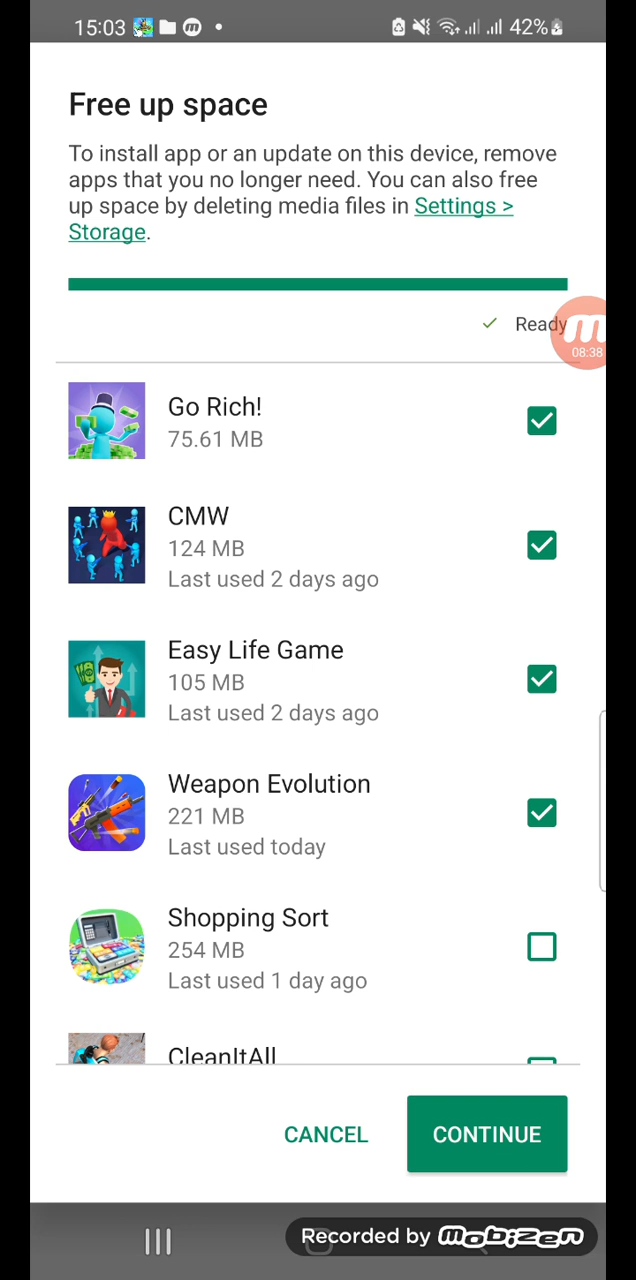 15:03 42%
Free up space
To install app or an update on this device, remove
apps that you no longer need. You can also free
up space by deleting media files in Settings >
Storage.
Ready
08:38
Go Rich!
75.61 MB
CMW
124 MB
Last used 2 days ago
Easy Life Game
105 MB
Last used 2 days ago
Weapon Evolution
221 MB
Last used today
Shopping Sort
254 MB
Last used 1 day ago
CleanItAll
CANCEL CONTINUE
Recorded by mobizen